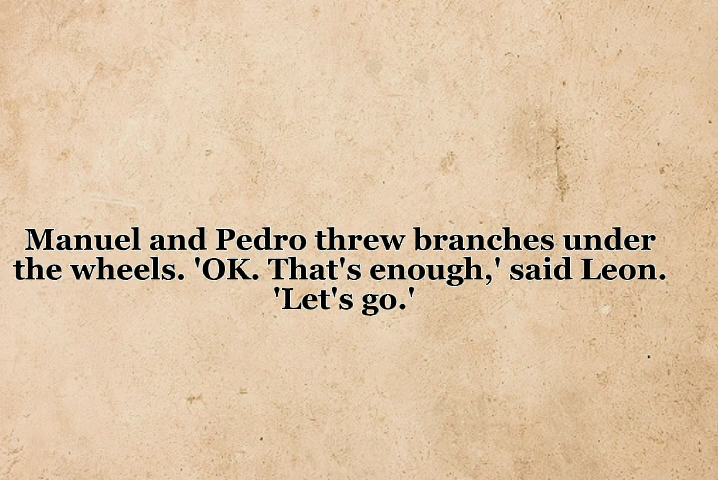 Manuel and Pedro threw branches under
the wheels. 'OK. That's enough,' said Leon.
'Let's go.'